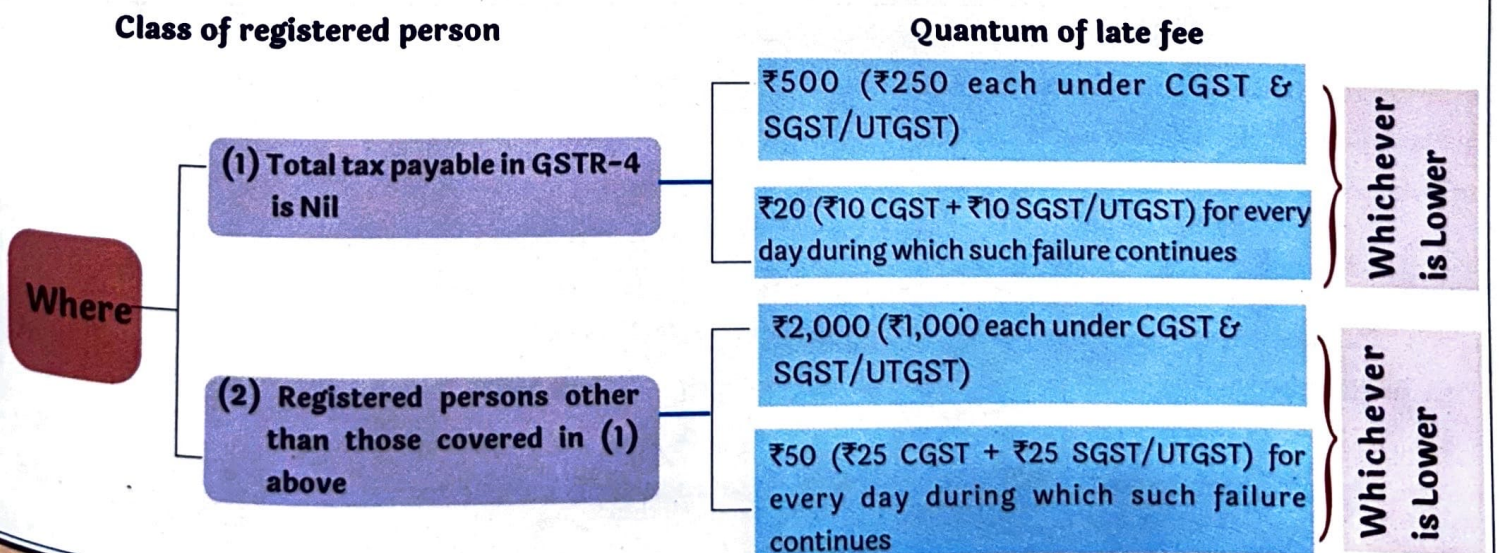 Class of registered person
Quantum of late fee
Where
(1) Total tax payable in GSTR-4
is Nil
₹500 (₹250 each under CGST &
SGST/UTGST)
₹20 (₹10 CGST + ₹10 SGST/UTGST) for every
day during which such failure continues
Whichever
is Lower
(2) Registered persons other
than those covered in (1)
above
₹2,000 (₹1,000 each under CGST &
SGST/UTGST)
₹50 (₹25 CGST + ₹25 SGST/UTGST) for
every day during which such failure
continues
Whichever
is Lower